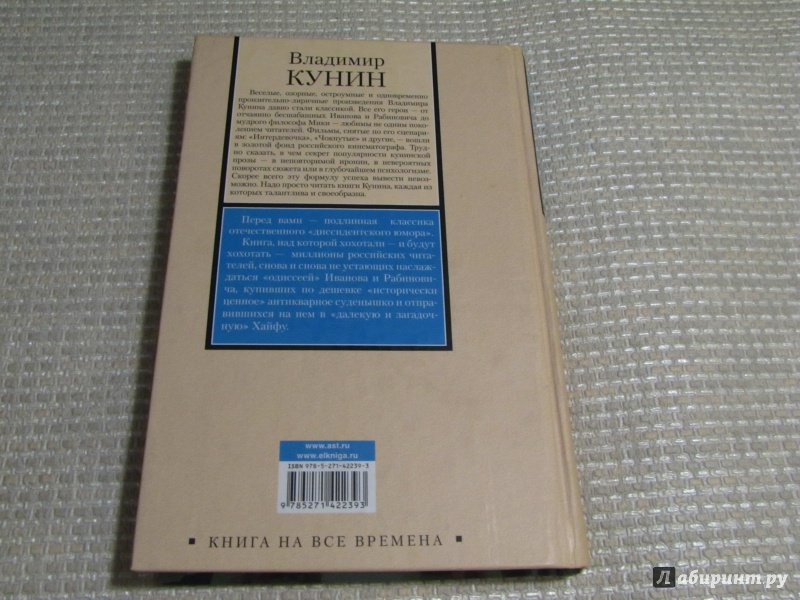 Владимир
КУНИН
Веселые, озорные, остроумные и одновременно
пронзительно-лиричные произведения Владимира
Кунина давно стали классикой. Все его герои — от
отчаянно бесшабашных Иванова и Рабиновича до
мудрого философа Мики — любимы не одним поко-
лением читателей. Фильмы, снятые по его сценари-
ям: «Интердевочка», «Чокнутые» и другие, — вошли
в золотой фонд российского кинематографа. Труд-
но сказать, в чем секрет популярности кунинской
прозы — в неповторимой иронии, в невероятных
поворотах сюжета или в глубочайшем психологизме.
Скорее всего эту формулу успеха вывести невоз-
можно. Надо просто читать книги Кунина, каждая из
которых талантлива и своеобразна.
Перед вами — подлинная классика
отечественного «диссидентского юмора».
Книга, над которой хохотали — и будут
хохотать — миллионы российских чита-
телей, снова и снова не устающих наслаж-
даться «одиссеей» Иванова и Рабинови-
ча, купивших по дешевке «исторически
ценное» антикварное суденышко и отпра-
вившихся на нем в «далекую и загадоч-
ную» Хайфу.
www.ast.ru
www.elkniga.ru
ISBN 978-5-271-42239-3
9 785271 422393
▪ КНИГА НА ВСЕ ВРЕМЕНА ▪
Лабиринт.ру